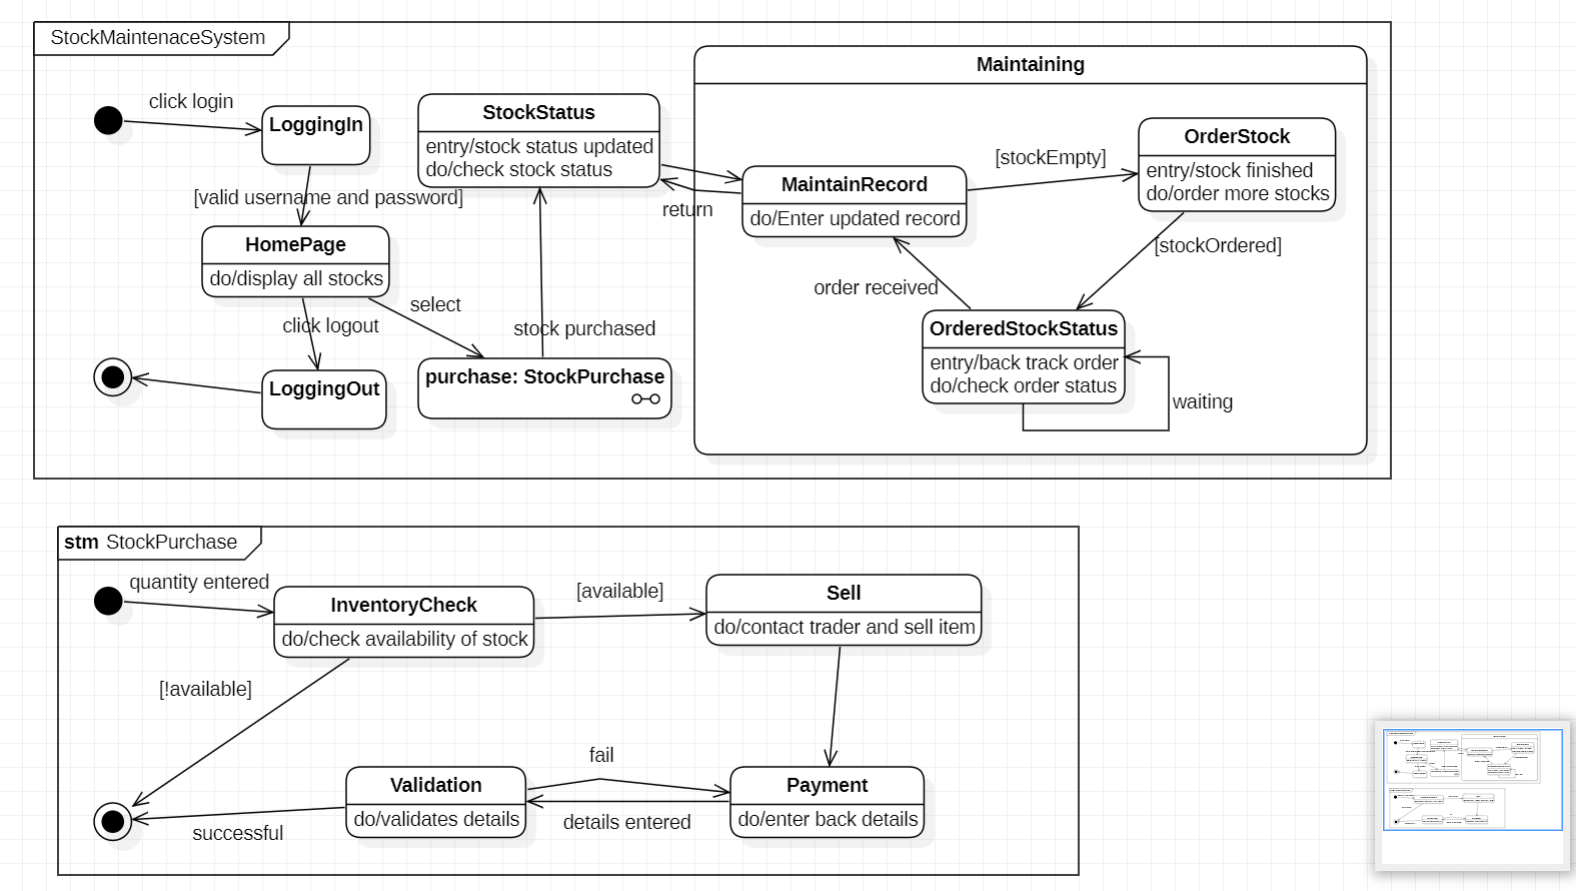 StockMaintenaceSystem
Maintaining
click login
LoggingIn
StockStatus
entry/stock status updated
do/check stock status
[stockEmpty]
OrderStock
entry/stock finished
do/order more stocks
MaintainRecord
do/Enter updated record
return
[valid username and password]
HomePage
do/display all stocks
[stockOrdered]
order received
select
click logout
stock purchased
OrderedStockStatus
entry/back track order
do/check order status
waiting
LoggingOut
purchase: StockPurchase
stm StockPurchase
quantity entered
InventoryCheck
do/check availability of stock
[available]
Sell
do/contact trader and sell item
[!available]
fail
Validation
do/validates details
Payment
do/enter back details
successful
details entered